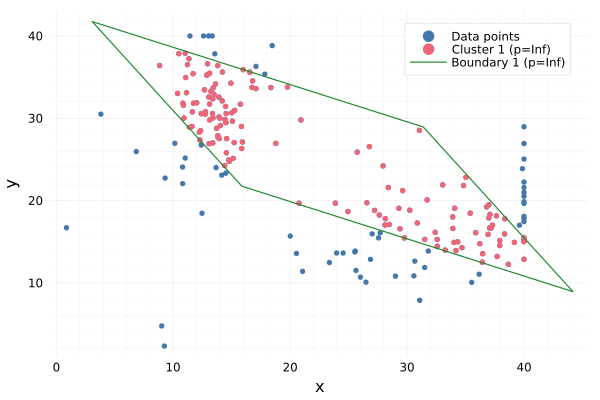 Data points
Cluster 1 (p=Inf)
Boundary 1 (p=Inf)
40
30
20
10
y
0 10 20 30 40
x